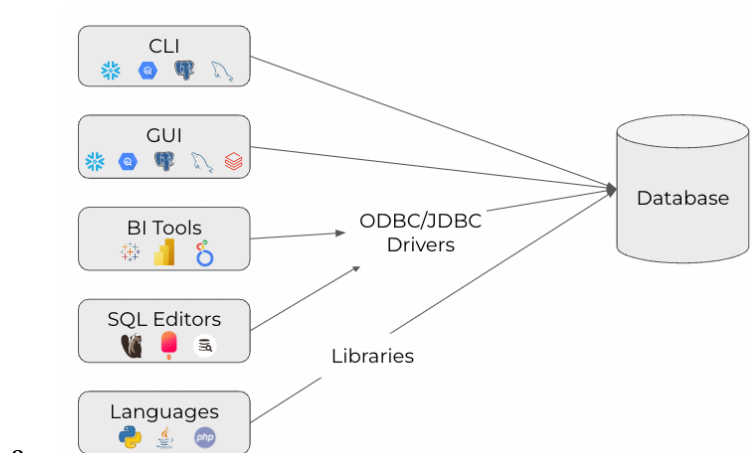 CLI
GUI
BI Tools
SQL Editors
Languages
php
ODBC/JDBC
Drivers
Libraries
Database